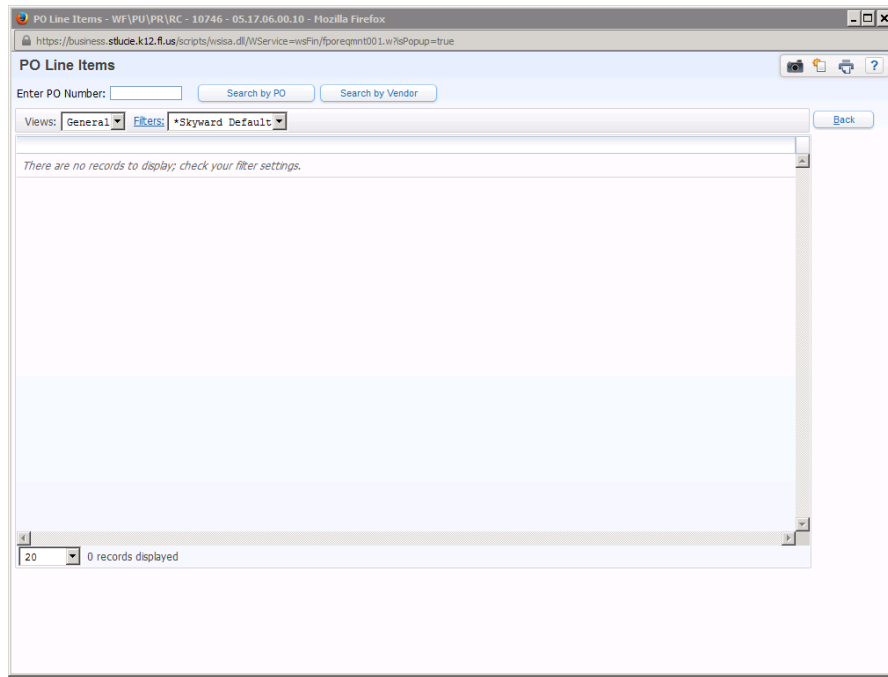 PO Line Items - WF\PU\PR\RC - 10746 - 05.17.06.00.10 - Mozilla Firefox
https://business.stlucie.k12.fl.us/scripts/wsisa.dll/WService=wsFin/fporeqmnt001.w?isPopup=true
PO Line Items
?
Enter PO Number: Search by PO Search by Vendor
Views: General Filters: *Skyward Default Back
There are no records to display; check your filter settings.
20 0 records displayed